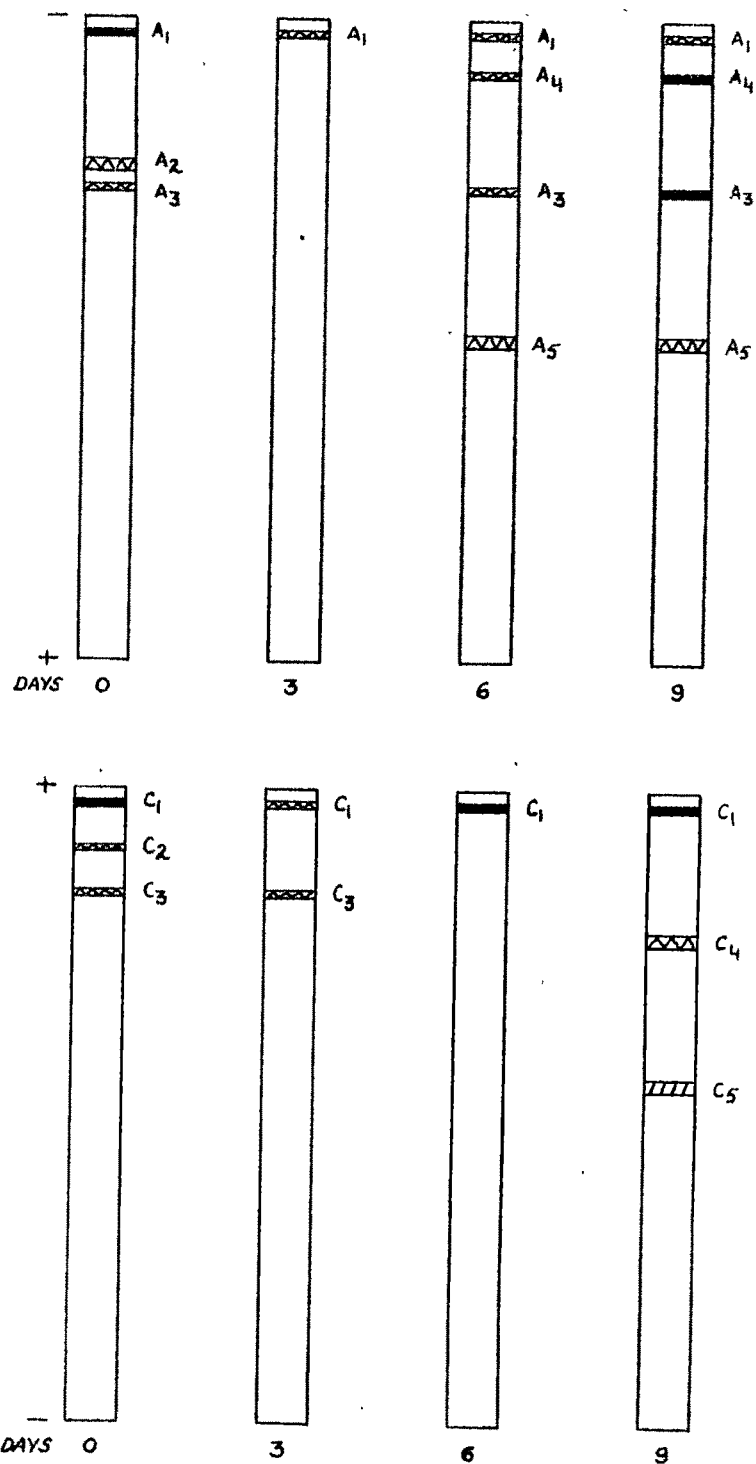 −
A1 A1 A1 A1
A4 A4
A2
A3 A3 A3
A5 A5
+
DAYS 0 3 6 9
+
C1 C1 C1 C1
C2
C3 C3
C4
C5
−
DAYS 0 3 6 9